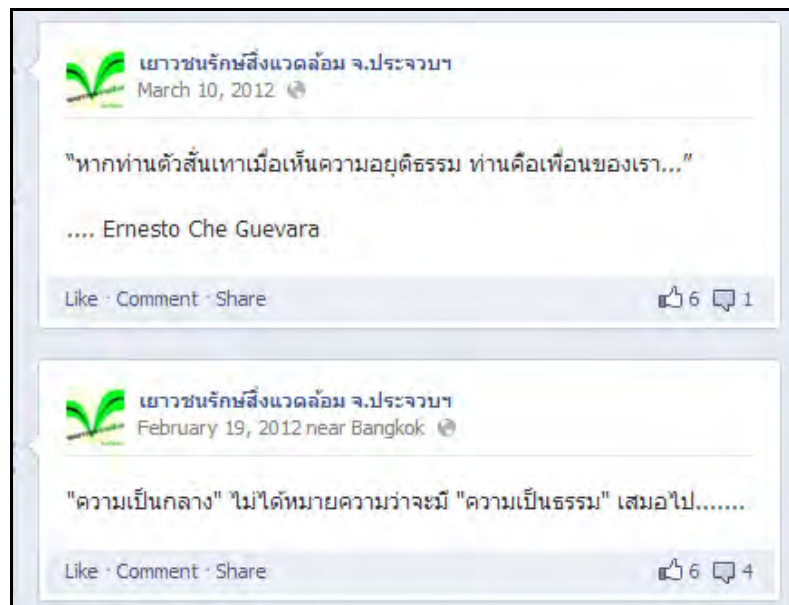 เยาวชนรักษ์สิ่งแวดล้อม จ.ประจวบฯ
March 10, 2012
"หากท่านตัวสั่นเทาเมื่อเห็นความอยุติธรรม ท่านคือเพื่อนของเรา..."
.... Ernesto Che Guevara
Like · Comment · Share 6 1
เยาวชนรักษ์สิ่งแวดล้อม จ.ประจวบฯ
February 19, 2012 near Bangkok
"ความเป็นกลาง" ไม่ได้หมายความว่าจะมี "ความเป็นธรรม" เสมอไป.......
Like · Comment · Share 6 4